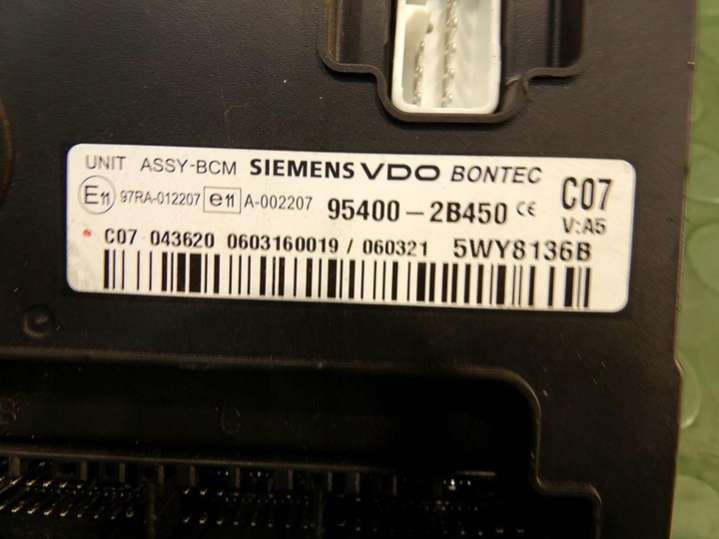 UNIT ASSY-BCM SIEMENS VDO BONTEC C07
E11 97RA-012207 e11 A-002207 95400-2B450 CE V:A5
C07 043620 0603160019 / 060321 5WY8136B